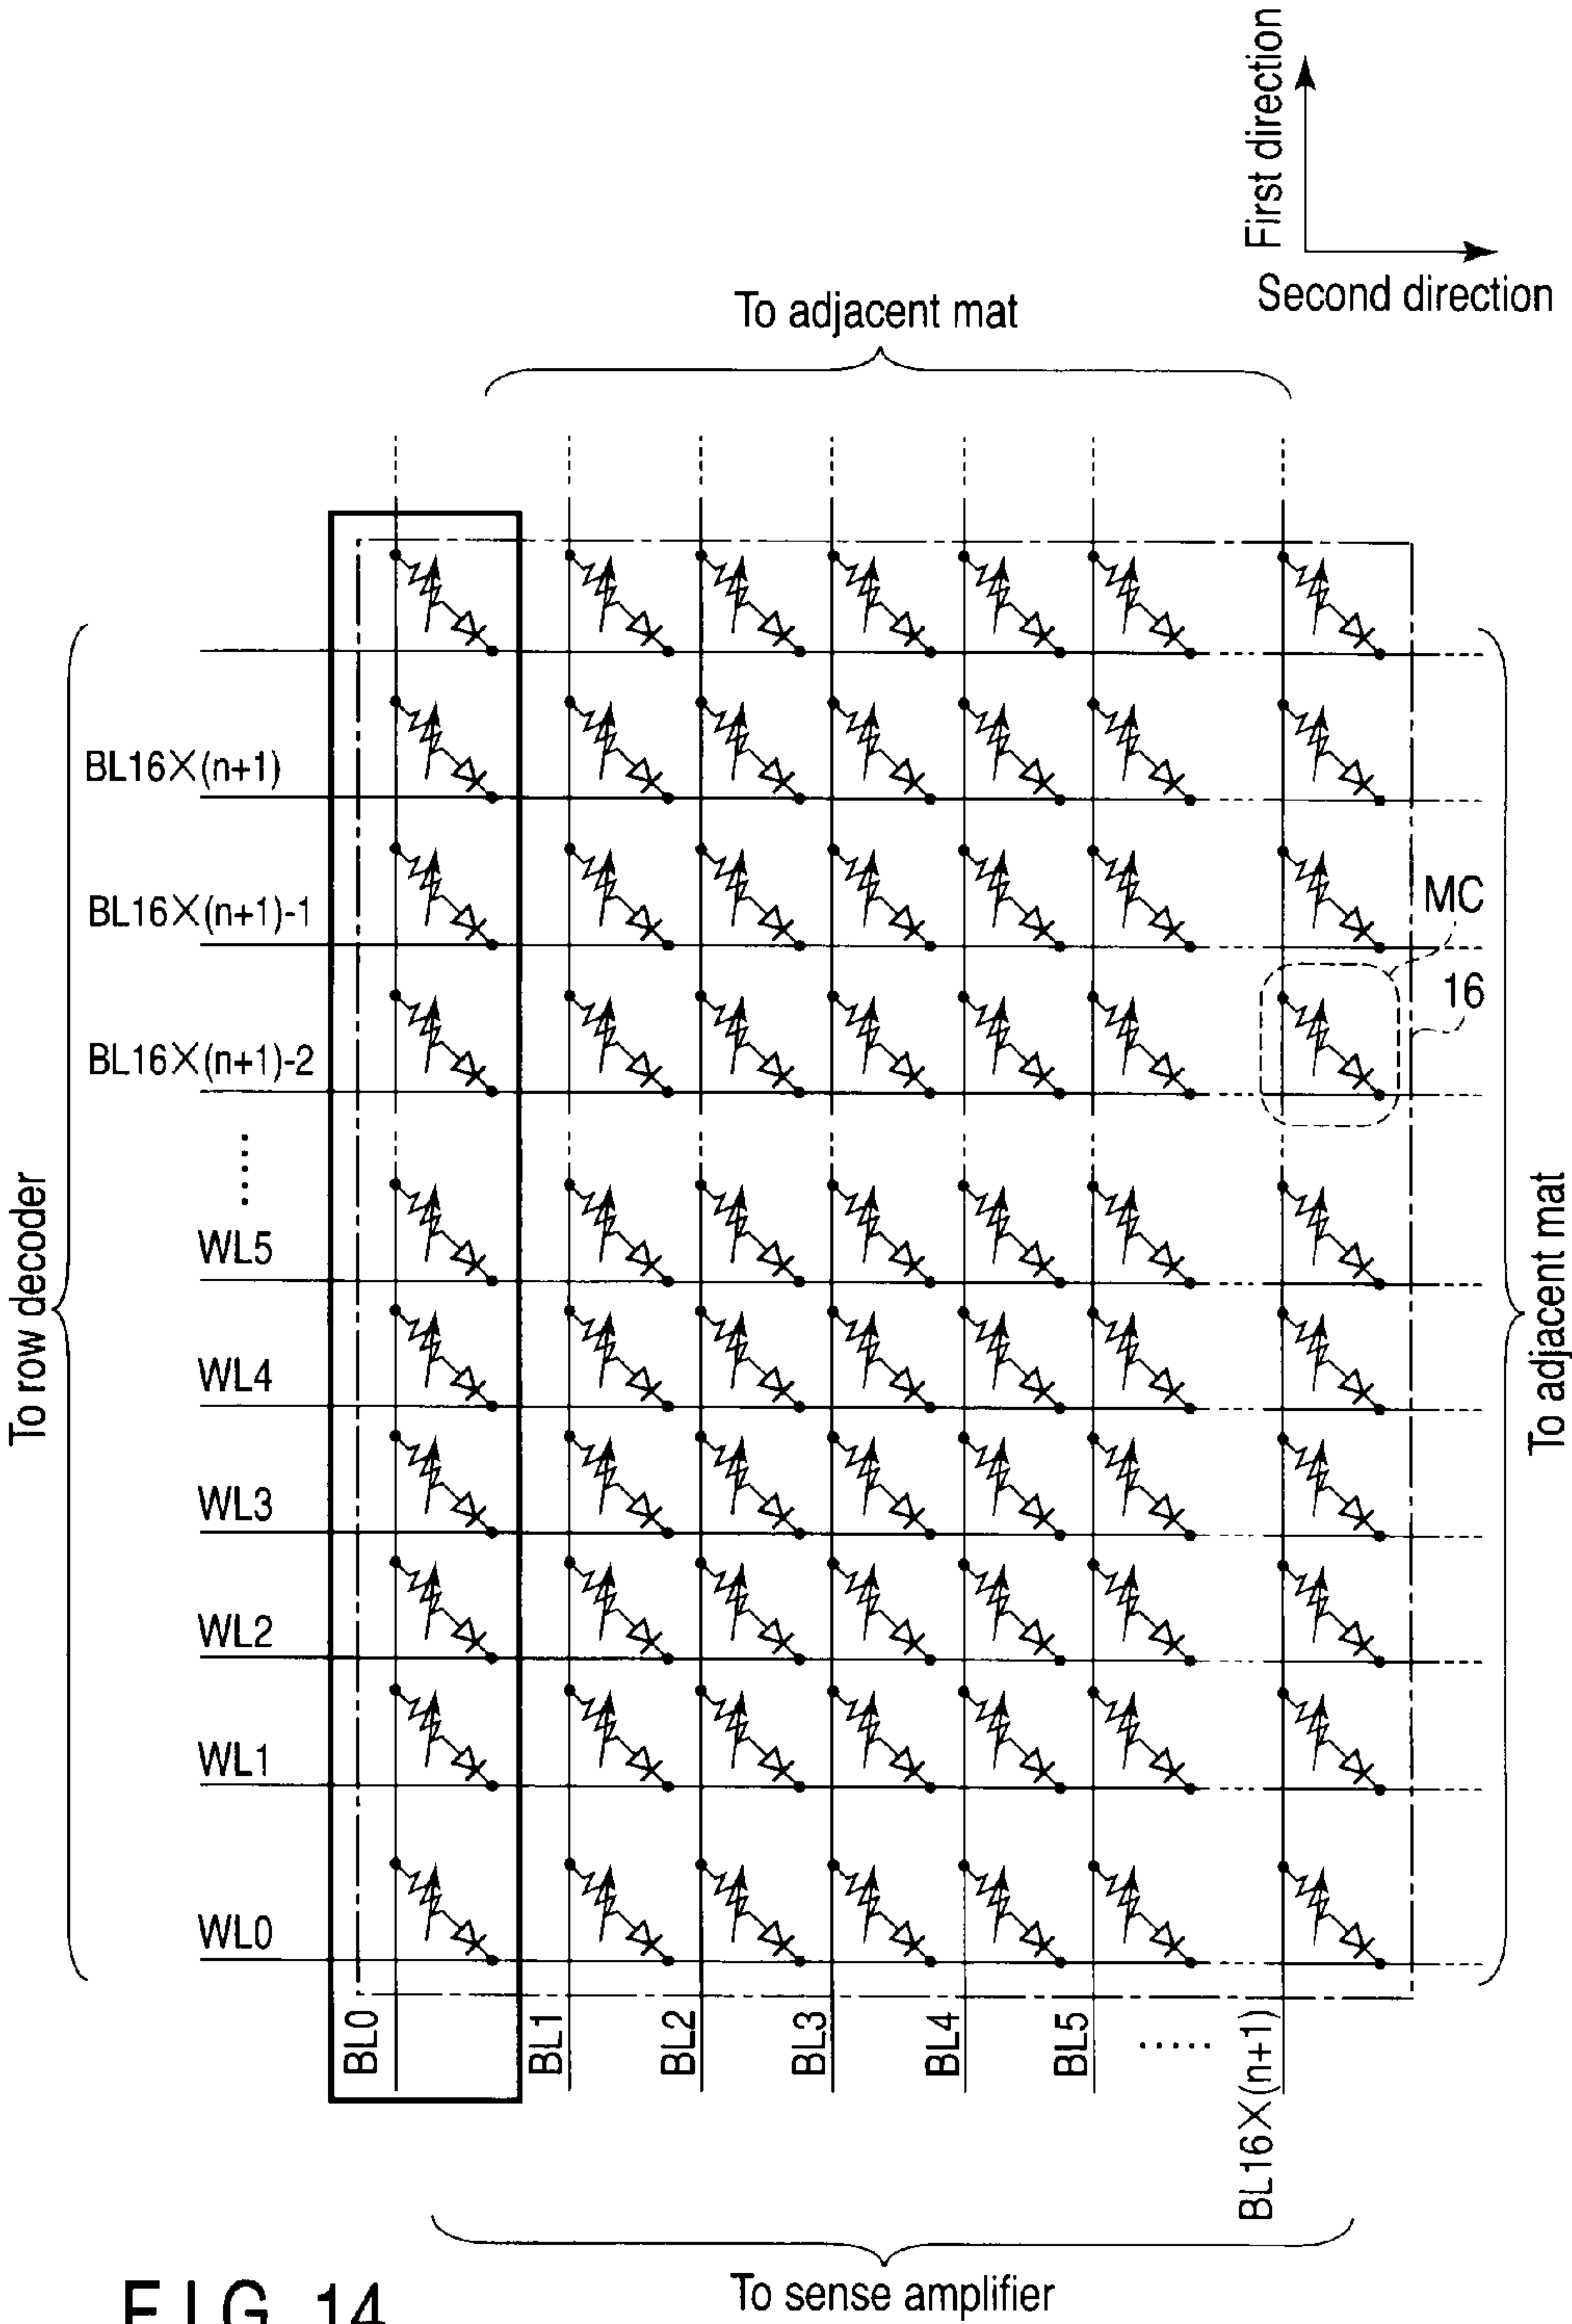 First direction
Second direction
To adjacent mat
To row decoder
BL16×(n+1)
BL16×(n+1)-1
BL16×(n+1)-2
.....
WL5
WL4
WL3
WL2
WL1
WL0
MC
16
To adjacent mat
BL0
BL1
BL2
BL3
BL4
BL5
.....
BL16×(n+1)
To sense amplifier
FIG. 14